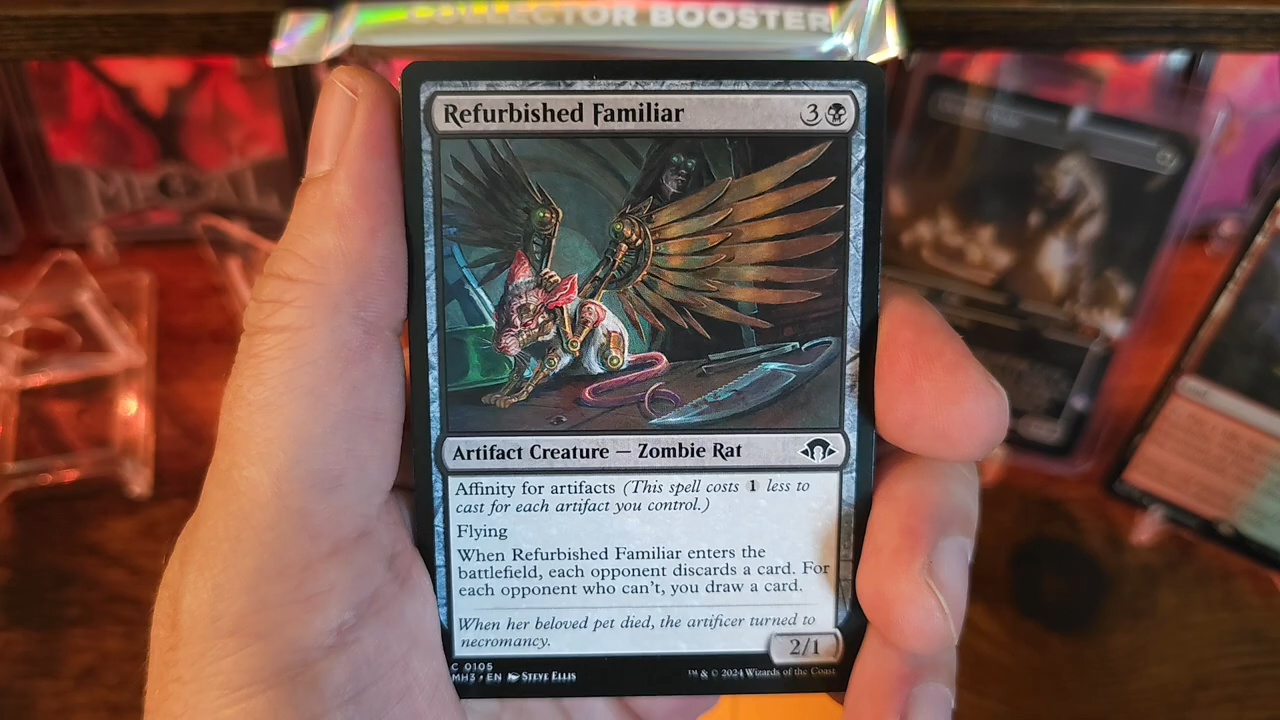 COLLECTOR BOOSTER
Refurbished Familiar 3
Artifact Creature — Zombie Rat
Affinity for artifacts (This spell costs 1 less to
cast for each artifact you control.)
Flying
When Refurbished Familiar enters the
battlefield, each opponent discards a card. For
each opponent who can't, you draw a card.
When her beloved pet died, the artificer turned to
necromancy.
2/1
C 0105
MH3 • EN STEVE ELLIS
™ & © 2024 Wizards of the Coast